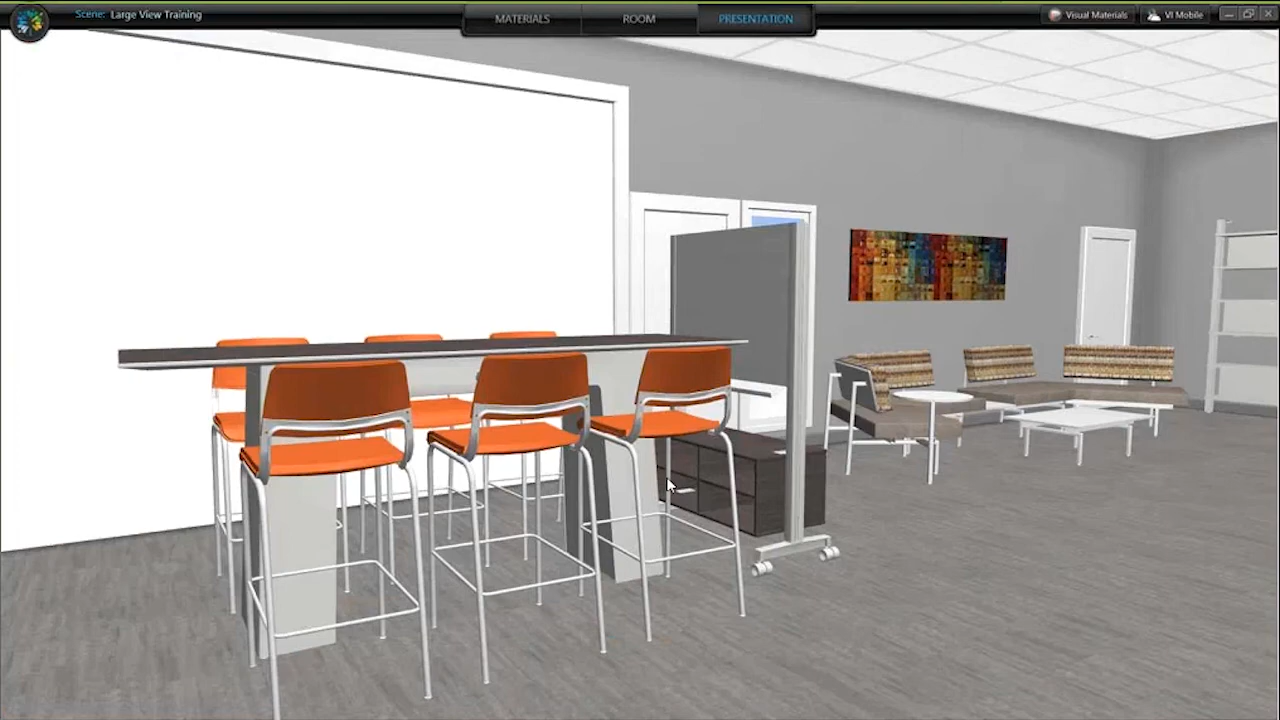 Scene: Large View Training
MATERIALS
ROOM
PRESENTATION
Visual Materials
VI Mobile